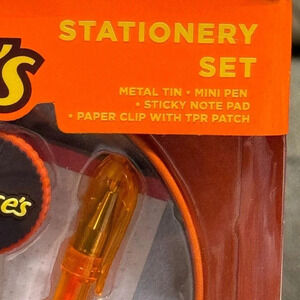 's
STATIONERY
SET
METAL TIN • MINI PEN
• STICKY NOTE PAD
• PAPER CLIP WITH TPR PATCH
e's